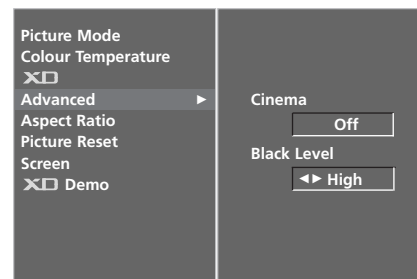 Picture Mode
Colour Temperature
XD
Advanced ►
Aspect Ratio
Picture Reset
Screen
XD Demo
Cinema
Off
Black Level
◄► High